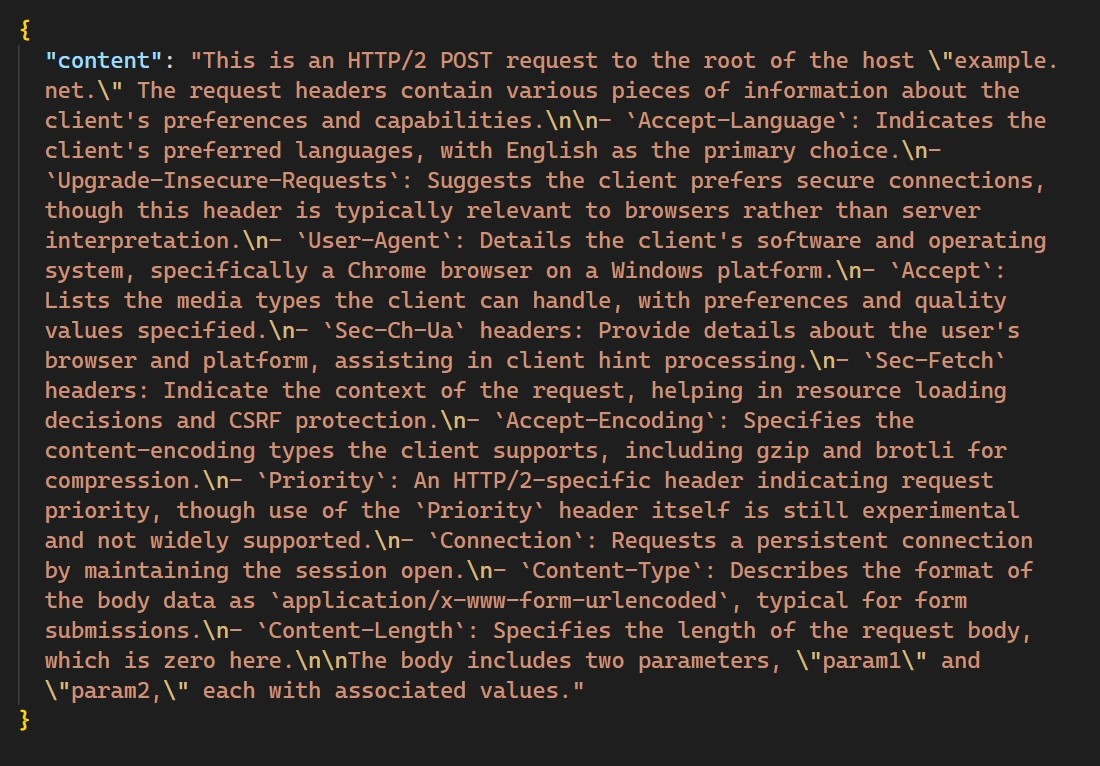 {
"content": "This is an HTTP/2 POST request to the root of the host \"example.
net.\" The request headers contain various pieces of information about the
client's preferences and capabilities.\n\n- `Accept-Language`: Indicates the
client's preferred languages, with English as the primary choice.\n-
`Upgrade-Insecure-Requests`: Suggests the client prefers secure connections,
though this header is typically relevant to browsers rather than server
interpretation.\n- `User-Agent`: Details the client's software and operating
system, specifically a Chrome browser on a Windows platform.\n- `Accept`:
Lists the media types the client can handle, with preferences and quality
values specified.\n- `Sec-Ch-Ua` headers: Provide details about the user's
browser and platform, assisting in client hint processing.\n- `Sec-Fetch`
headers: Indicate the context of the request, helping in resource loading
decisions and CSRF protection.\n- `Accept-Encoding`: Specifies the
content-encoding types the client supports, including gzip and brotli for
compression.\n- `Priority`: An HTTP/2-specific header indicating request
priority, though use of the `Priority` header itself is still experimental
and not widely supported.\n- `Connection`: Requests a persistent connection
by maintaining the session open.\n- `Content-Type`: Describes the format of
the body data as `application/x-www-form-urlencoded`, typical for form
submissions.\n- `Content-Length`: Specifies the length of the request body,
which is zero here.\n\nThe body includes two parameters, \"param1\" and
\"param2,\" each with associated values."
}